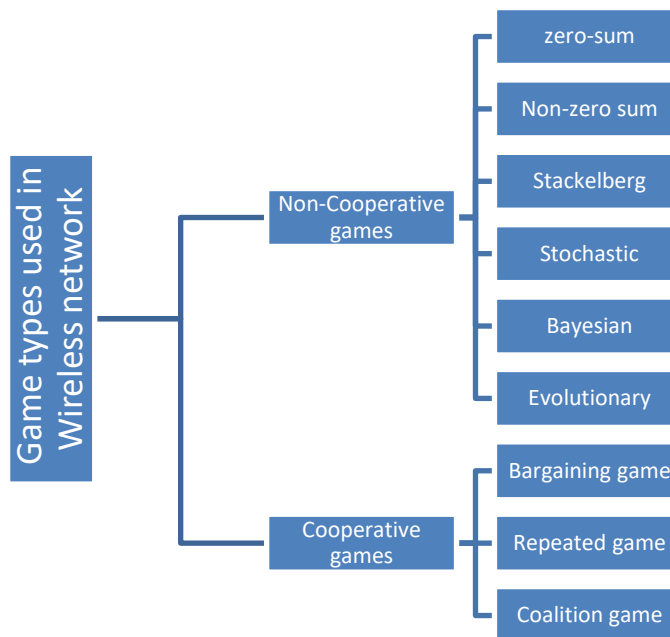 Game types used in
Wireless network
Non-Cooperative
games
zero-sum
Non-zero sum
Stackelberg
Stochastic
Bayesian
Evolutionary
Cooperative
games
Bargaining game
Repeated game
Coalition game